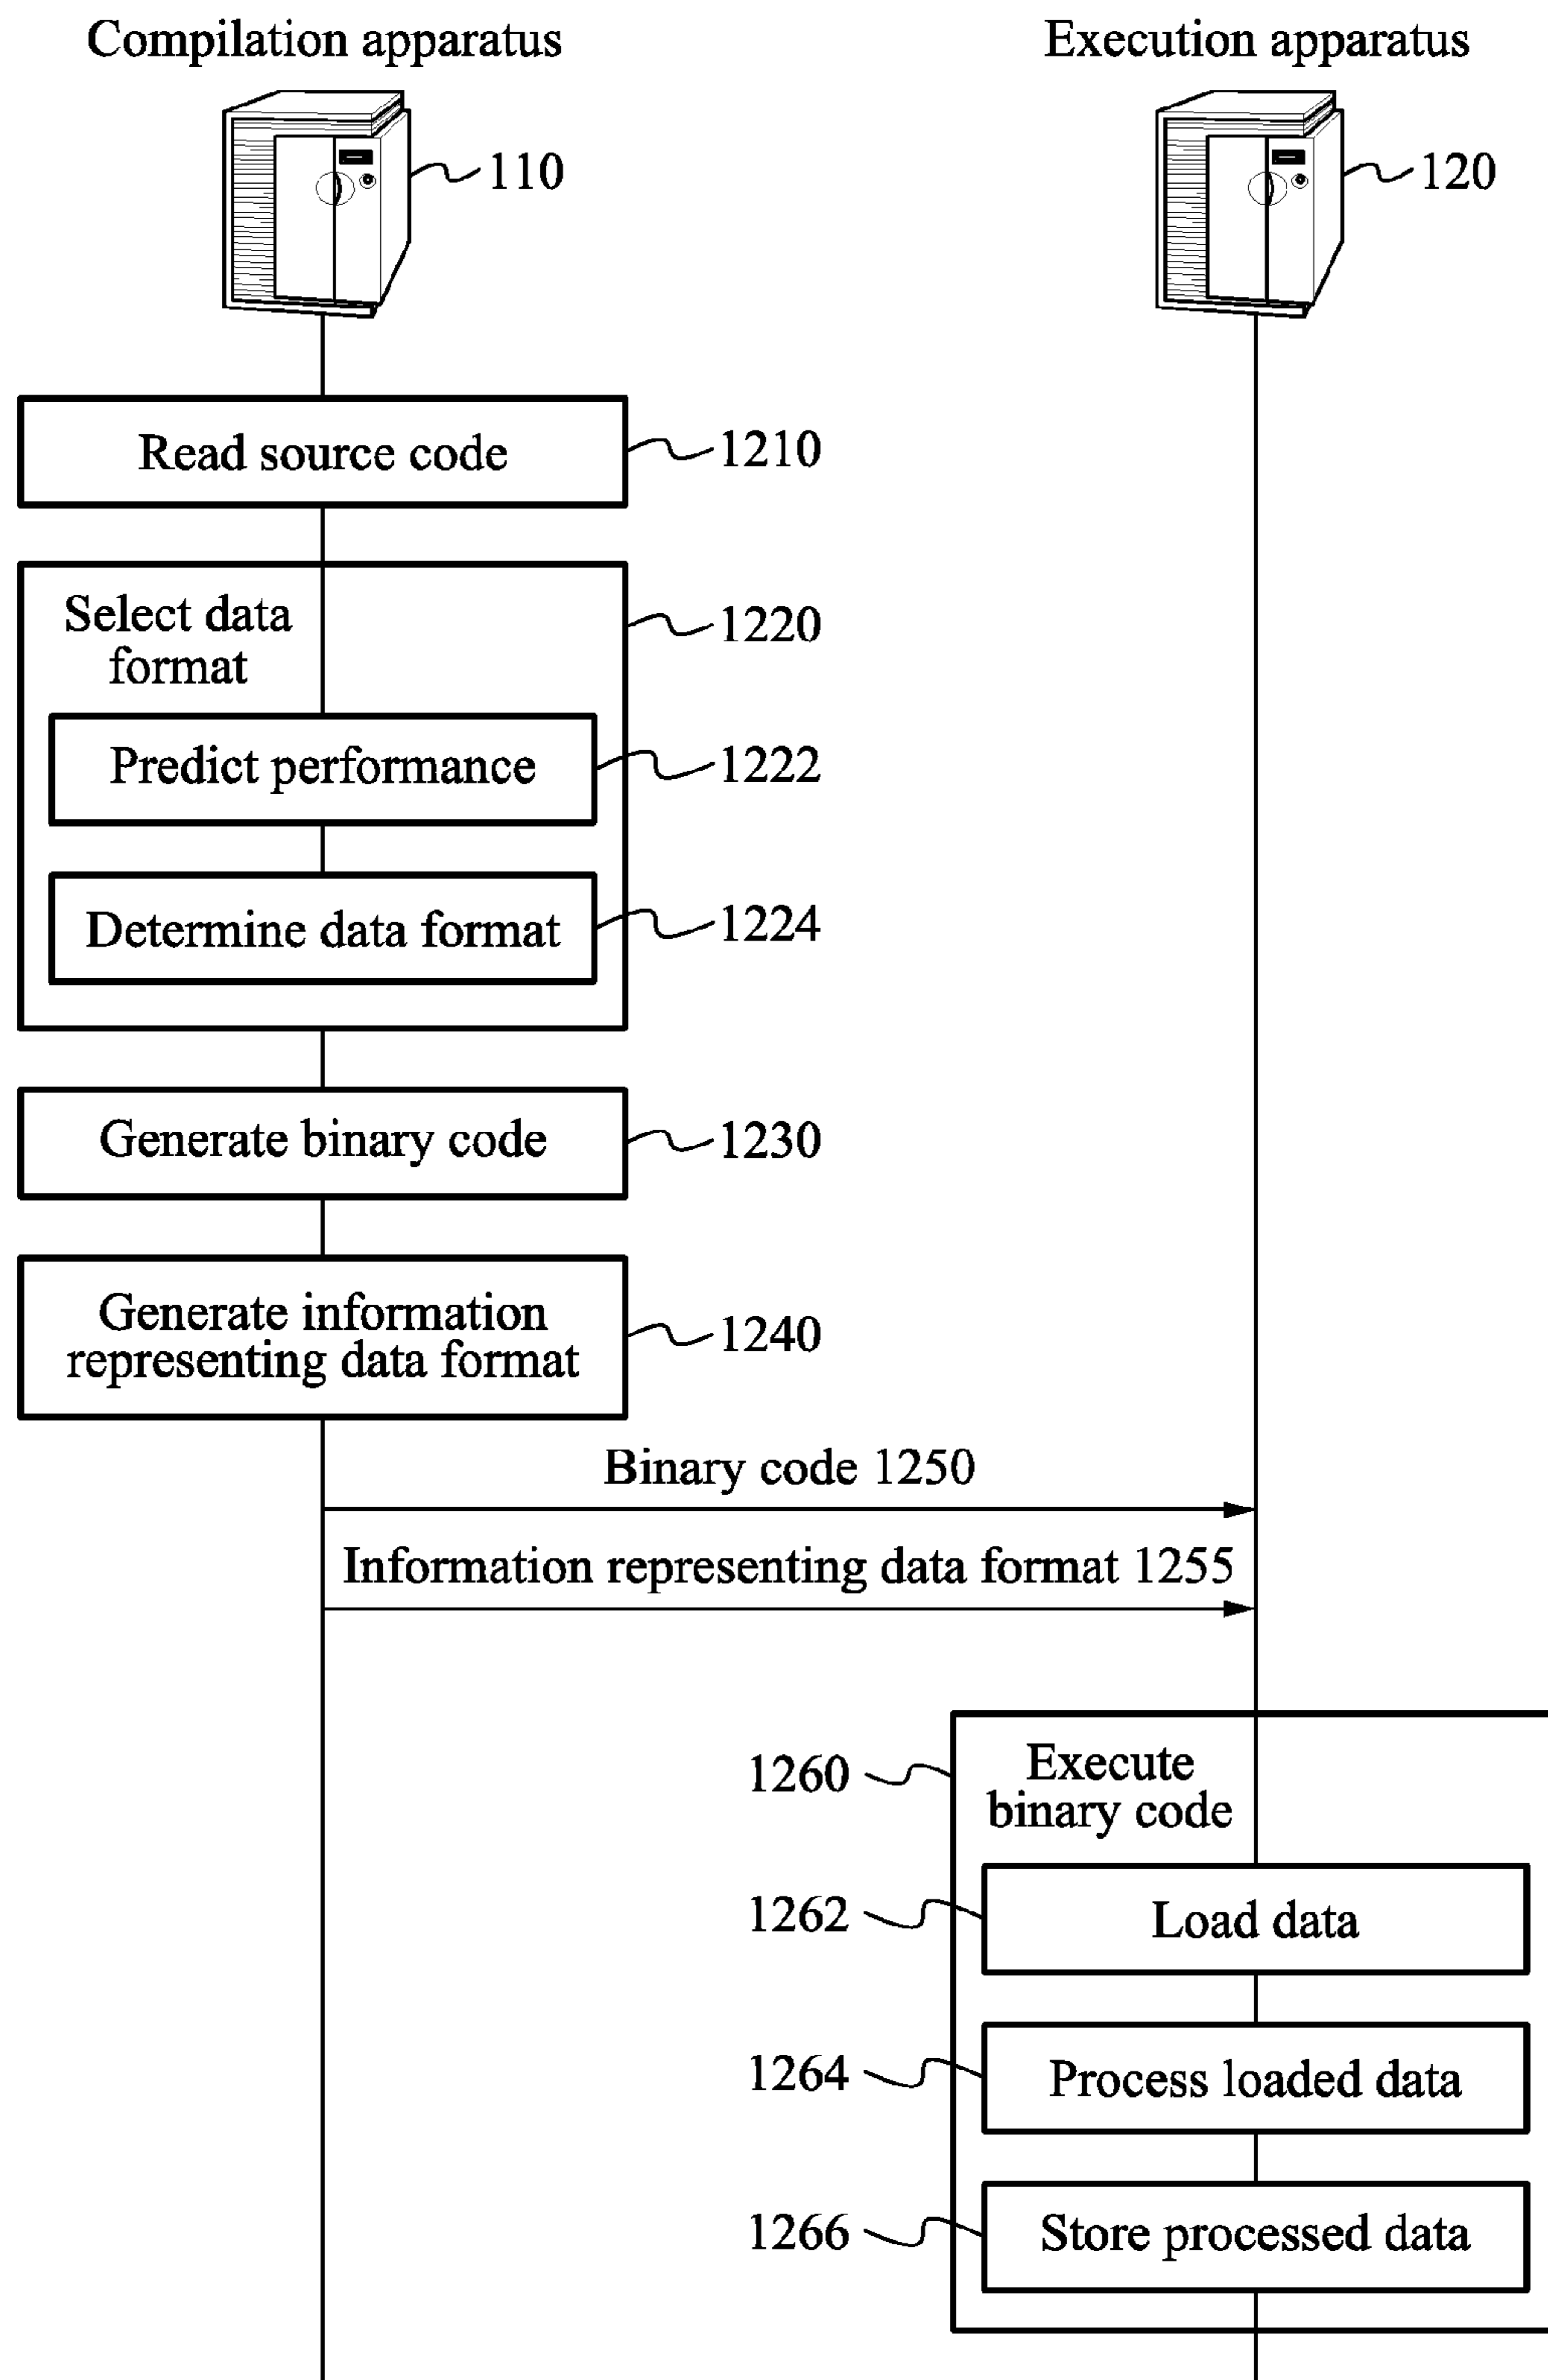 Compilation apparatus
Execution apparatus
110
120
Read source code
1210
Select data
format
1220
Predict performance
1222
Determine data format
1224
Generate binary code
1230
Generate information
representing data format
1240
Binary code 1250
Information representing data format 1255
1260
Execute
binary code
1262
Load data
1264
Process loaded data
1266
Store processed data